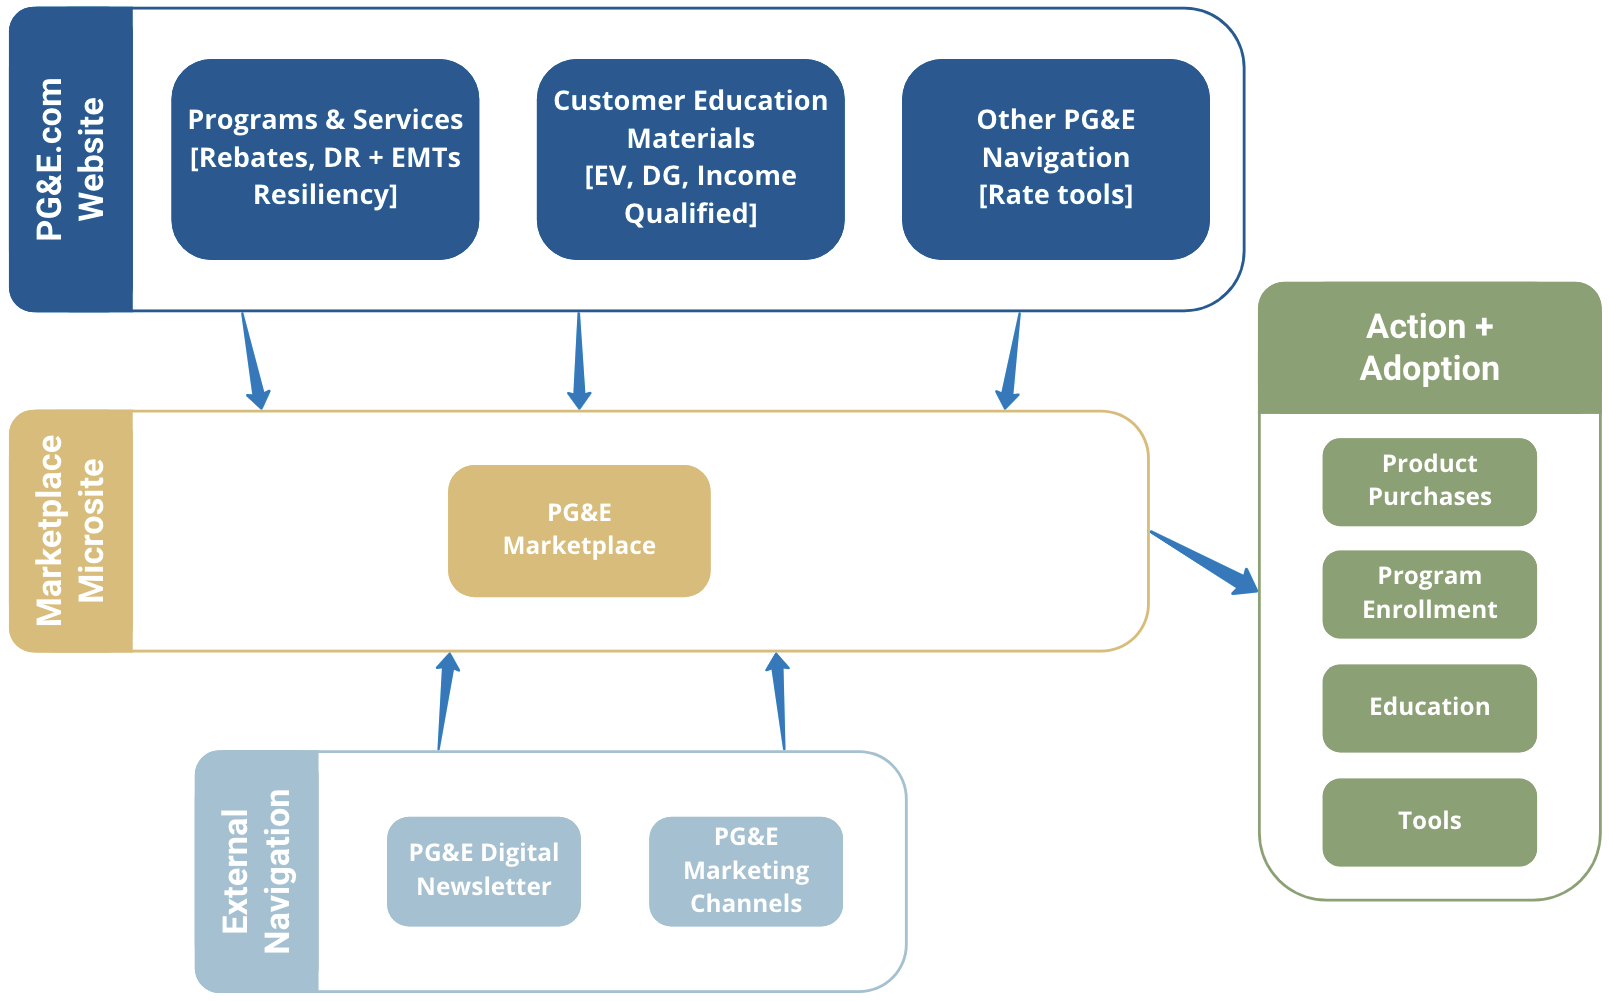 PG&E.com
Website
Programs & Services
[Rebates, DR + EMTs
Resiliency]
Customer Education
Materials
[EV, DG, Income
Qualified]
Other PG&E
Navigation
[Rate tools]
Marketplace
Microsite
PG&E
Marketplace
External
Navigation
PG&E Digital
Newsletter
PG&E
Marketing
Channels
Action +
Adoption
Product
Purchases
Program
Enrollment
Education
Tools